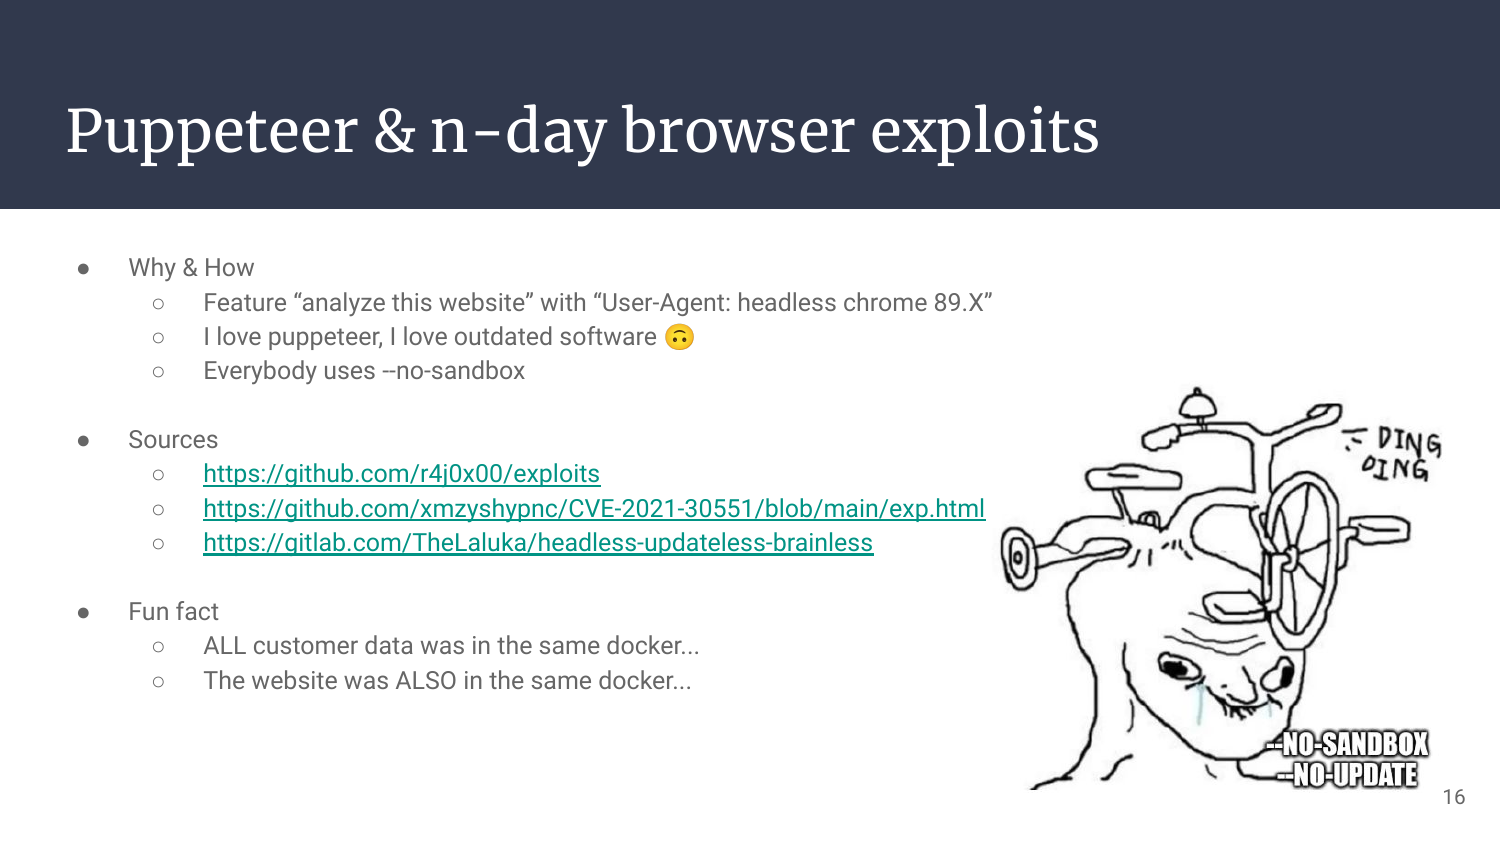 Puppeteer & n-day browser exploits
● Why & How
○ Feature “analyze this website” with “User-Agent: headless chrome 89.X”
○ I love puppeteer, I love outdated software 🙃
○ Everybody uses --no-sandbox
● Sources
○ https://github.com/r4j0x00/exploits
○ https://github.com/xmzyshypnc/CVE-2021-30551/blob/main/exp.html
○ https://gitlab.com/TheLaluka/headless-updateless-brainless
● Fun fact
○ ALL customer data was in the same docker...
○ The website was ALSO in the same docker...
DING
DING
--NO-SANDBOX
--NO-UPDATE
16